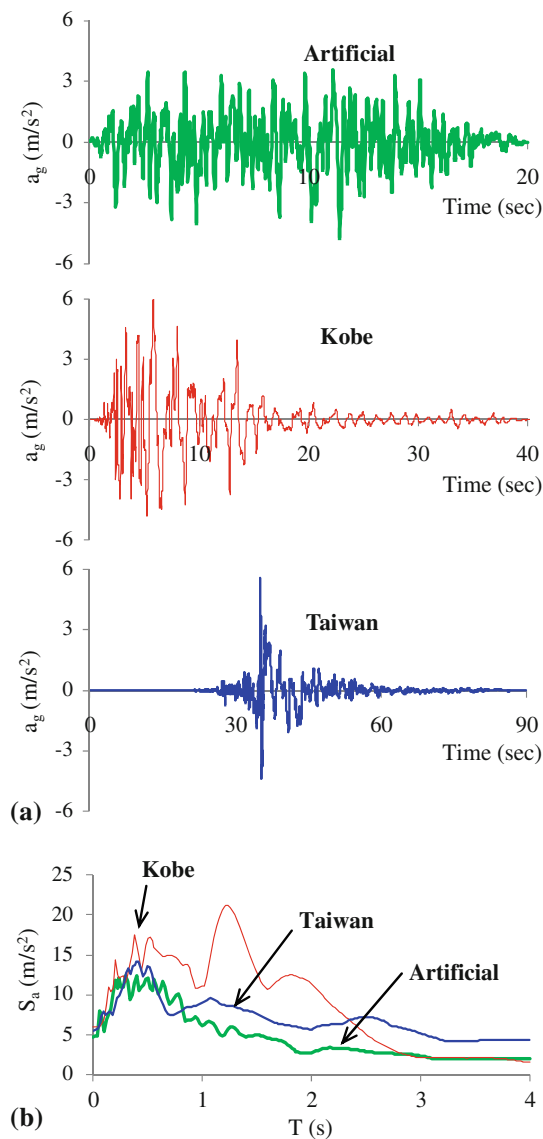 6
Artificial
3
a_g (m/s²)
0
0 10 20
-3
Time (sec)
-6
6
Kobe
3
a_g (m/s²)
0
0 10 20 30 40
-3
Time (sec)
-6
6
Taiwan
3
a_g (m/s²)
0
0 30 60 90
-3
Time (sec)
(a)
-6
Kobe
25
20
Taiwan
15
S_a (m/s²)
Artificial
10
5
0
0 1 2 3 4
(b)
T (s)